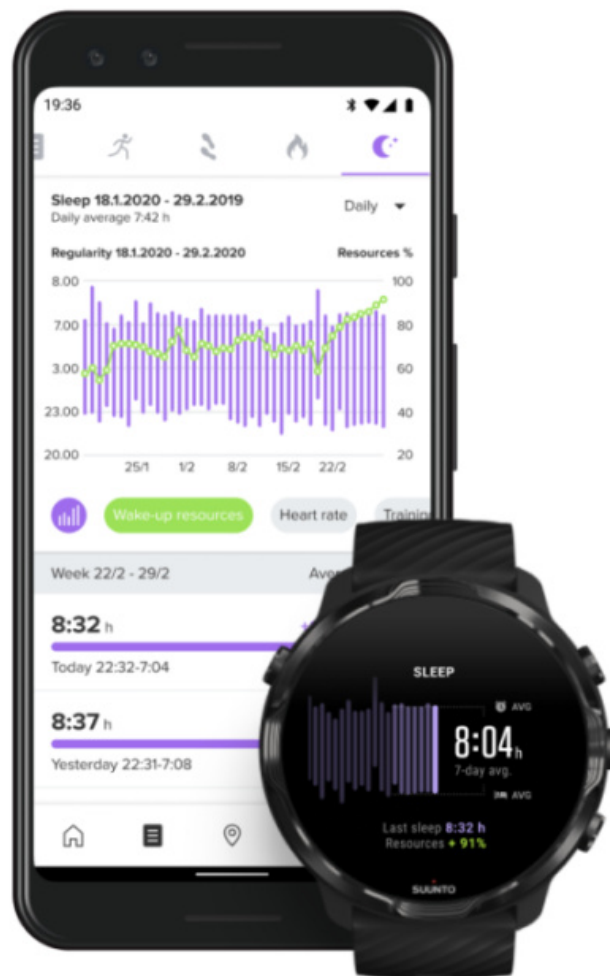 19:36
Sleep 18.1.2020 - 29.2.2019
Daily average 7:42 h
Daily
Regularity 18.1.2020 - 29.2.2020
Resources %
8.00
7.00
3.00
23.00
20.00
100
80
60
40
20
25/1 1/2 8/2 15/2 22/2
Wake-up resources
Heart rate
Training
Week 22/2 - 29/2
Aver
8:32 h
Today 22:32-7:04
8:37 h
Yesterday 22:31-7:08
SLEEP
AVG
8:04 h
7-day avg.
AVG
Last sleep 8:32 h
Resources + 91%
SUUNTO